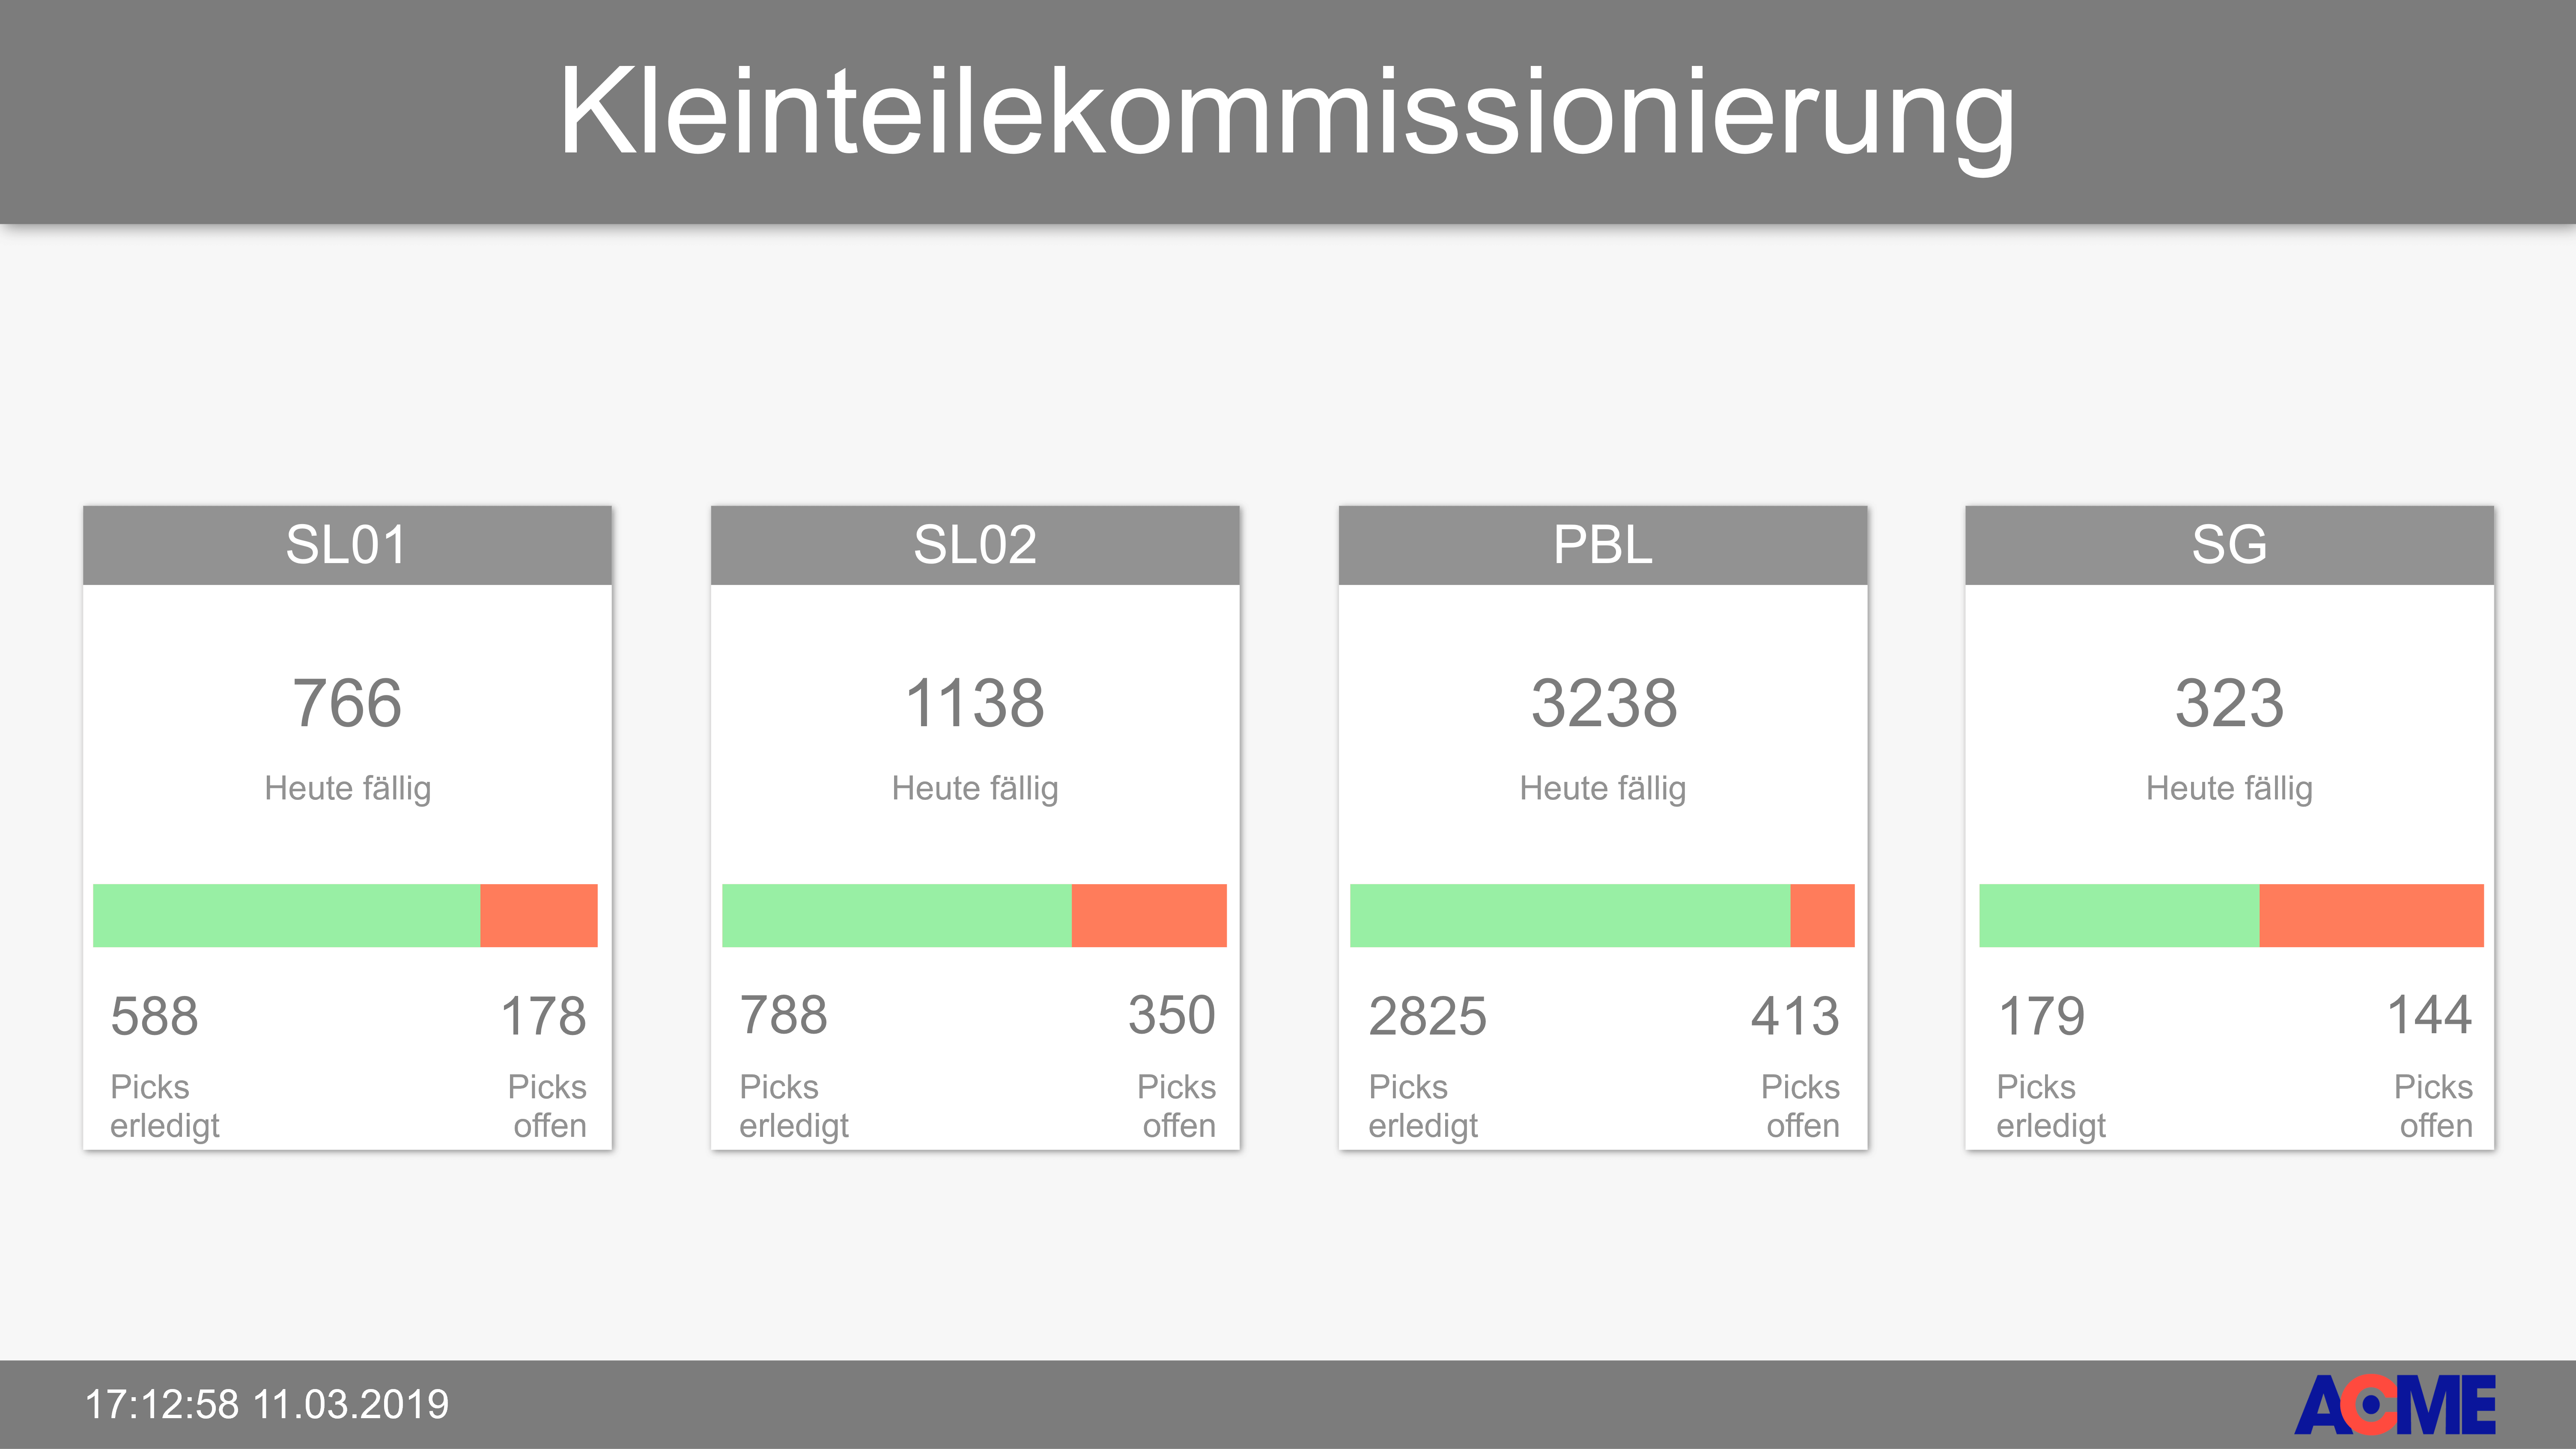 Kleinteilekommissionierung
SL01
766
Heute fällig
588
178
Picks
erledigt
Picks
offen
SL02
1138
Heute fällig
788
350
Picks
erledigt
Picks
offen
PBL
3238
Heute fällig
2825
413
Picks
erledigt
Picks
offen
SG
323
Heute fällig
179
144
Picks
erledigt
Picks
offen
17:12:58 11.03.2019
ACME